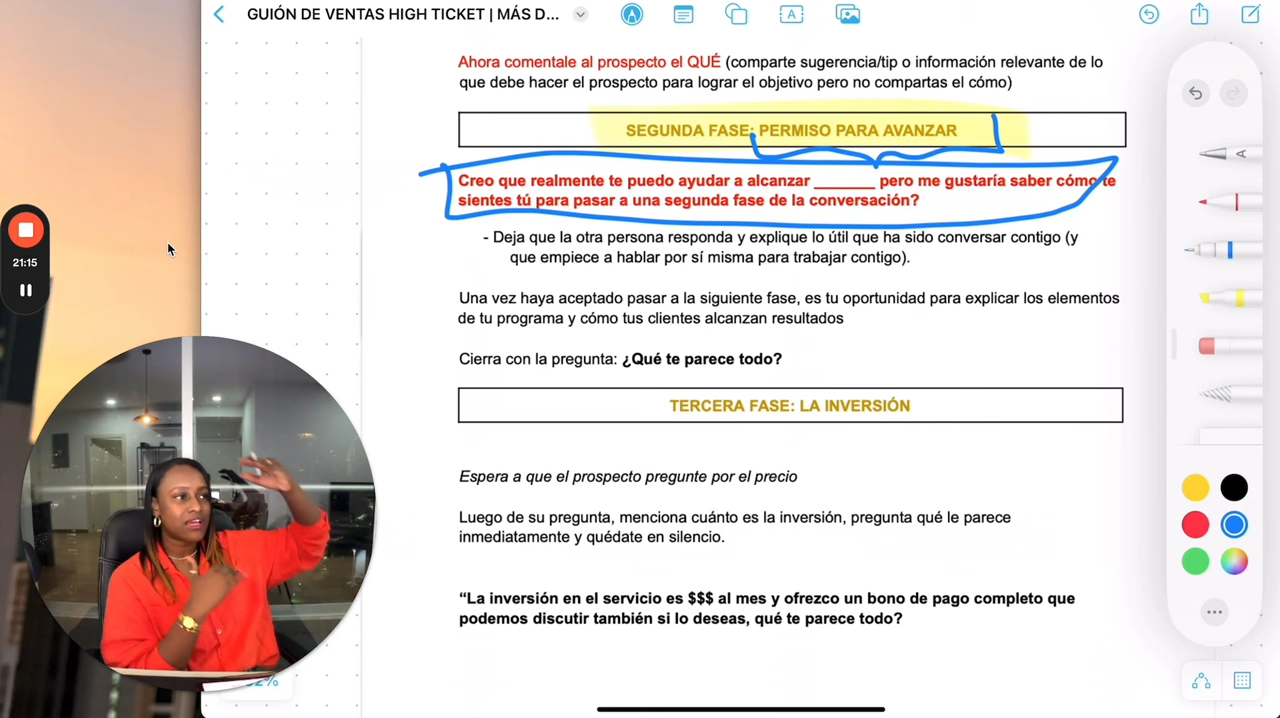 GUIÓN DE VENTAS HIGH TICKET | MÁS D...
Ahora comentale al prospecto el QUÉ (comparte sugerencia/tip o información relevante de lo
que debe hacer el prospecto para lograr el objetivo pero no compartas el cómo)
SEGUNDA FASE: PERMISO PARA AVANZAR
Creo que realmente te puedo ayudar a alcanzar _______ pero me gustaría saber cómo te
sientes tú para pasar a una segunda fase de la conversación?
- Deja que la otra persona responda y explique lo útil que ha sido conversar contigo (y
que empiece a hablar por sí misma para trabajar contigo).
Una vez haya aceptado pasar a la siguiente fase, es tu oportunidad para explicar los elementos
de tu programa y cómo tus clientes alcanzan resultados
Cierra con la pregunta: ¿Qué te parece todo?
TERCERA FASE: LA INVERSIÓN
Espera a que el prospecto pregunte por el precio
Luego de su pregunta, menciona cuánto es la inversión, pregunta qué le parece
inmediatamente y quédate en silencio.
“La inversión en el servicio es $$$ al mes y ofrezco un bono de pago completo que
podemos discutir también si lo deseas, qué te parece todo?
21:15
A
A